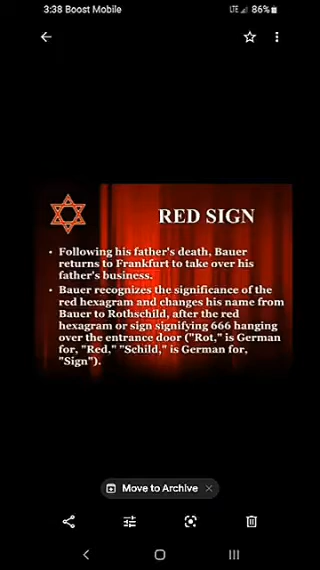 3:38 Boost Mobile LTE 86%
RED SIGN
• Following his father's death, Bauer
returns to Frankfurt to take over his
father's business.
• Bauer recognizes the significance of the
red hexagram and changes his name from
Bauer to Rothschild, after the red
hexagram or sign signifying 666 hanging
over the entrance door ("Rot," is German
for, "Red," "Schild," is German for,
"Sign").
Move to Archive